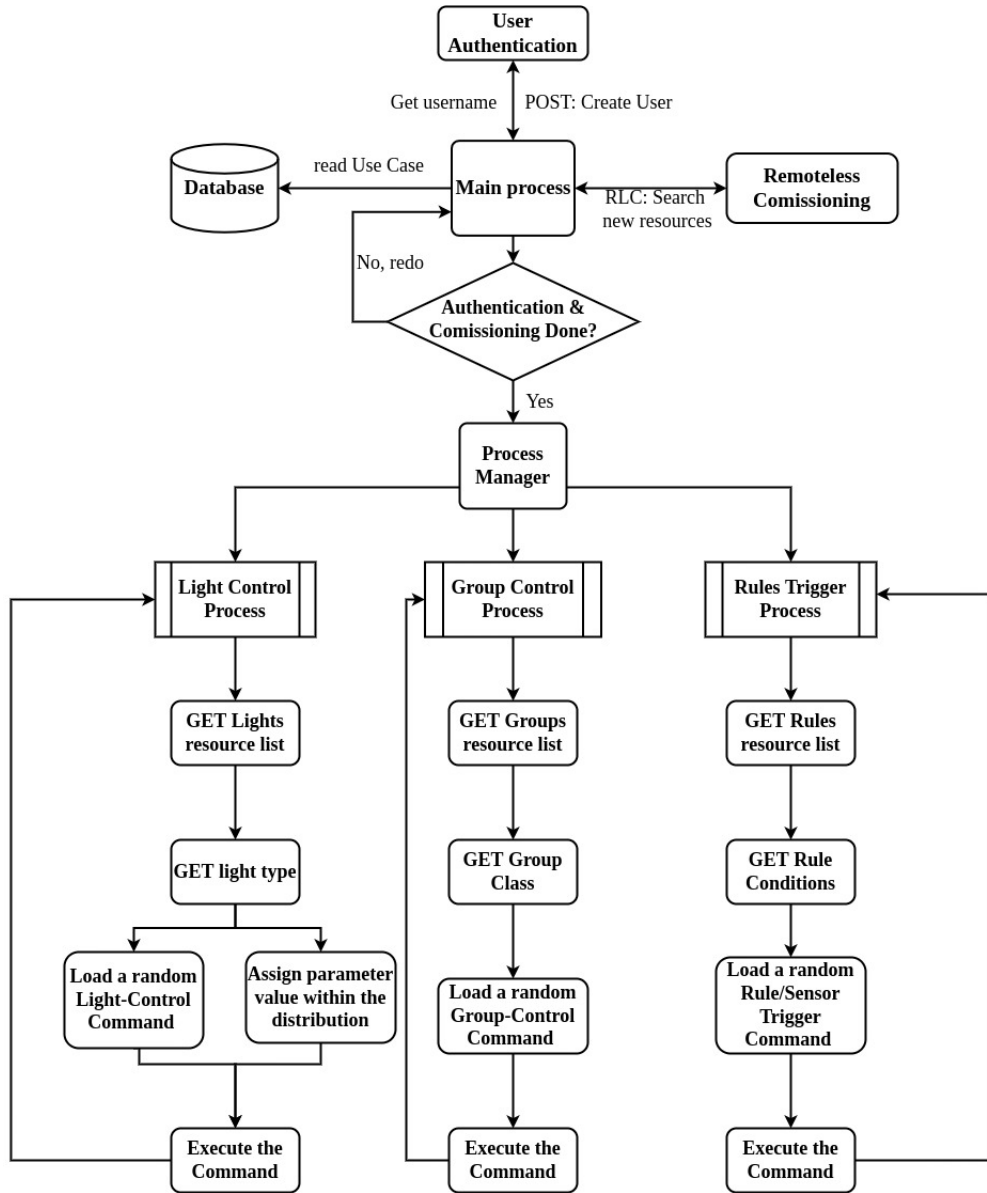 User
Authentication
Get username
POST: Create User
Database
read Use Case
Main process
RLC: Search
new resources
Remoteless
Comissioning
No, redo
Authentication &
Comissioning Done?
Yes
Process
Manager
Light Control
Process
Group Control
Process
Rules Trigger
Process
GET Lights
resource list
GET Groups
resource list
GET Rules
resource list
GET light type
GET Group
Class
GET Rule
Conditions
Load a random
Light-Control
Command
Assign parameter
value within the
distribution
Load a random
Group-Control
Command
Load a random
Rule/Sensor
Trigger
Command
Execute the
Command
Execute the
Command
Execute the
Command